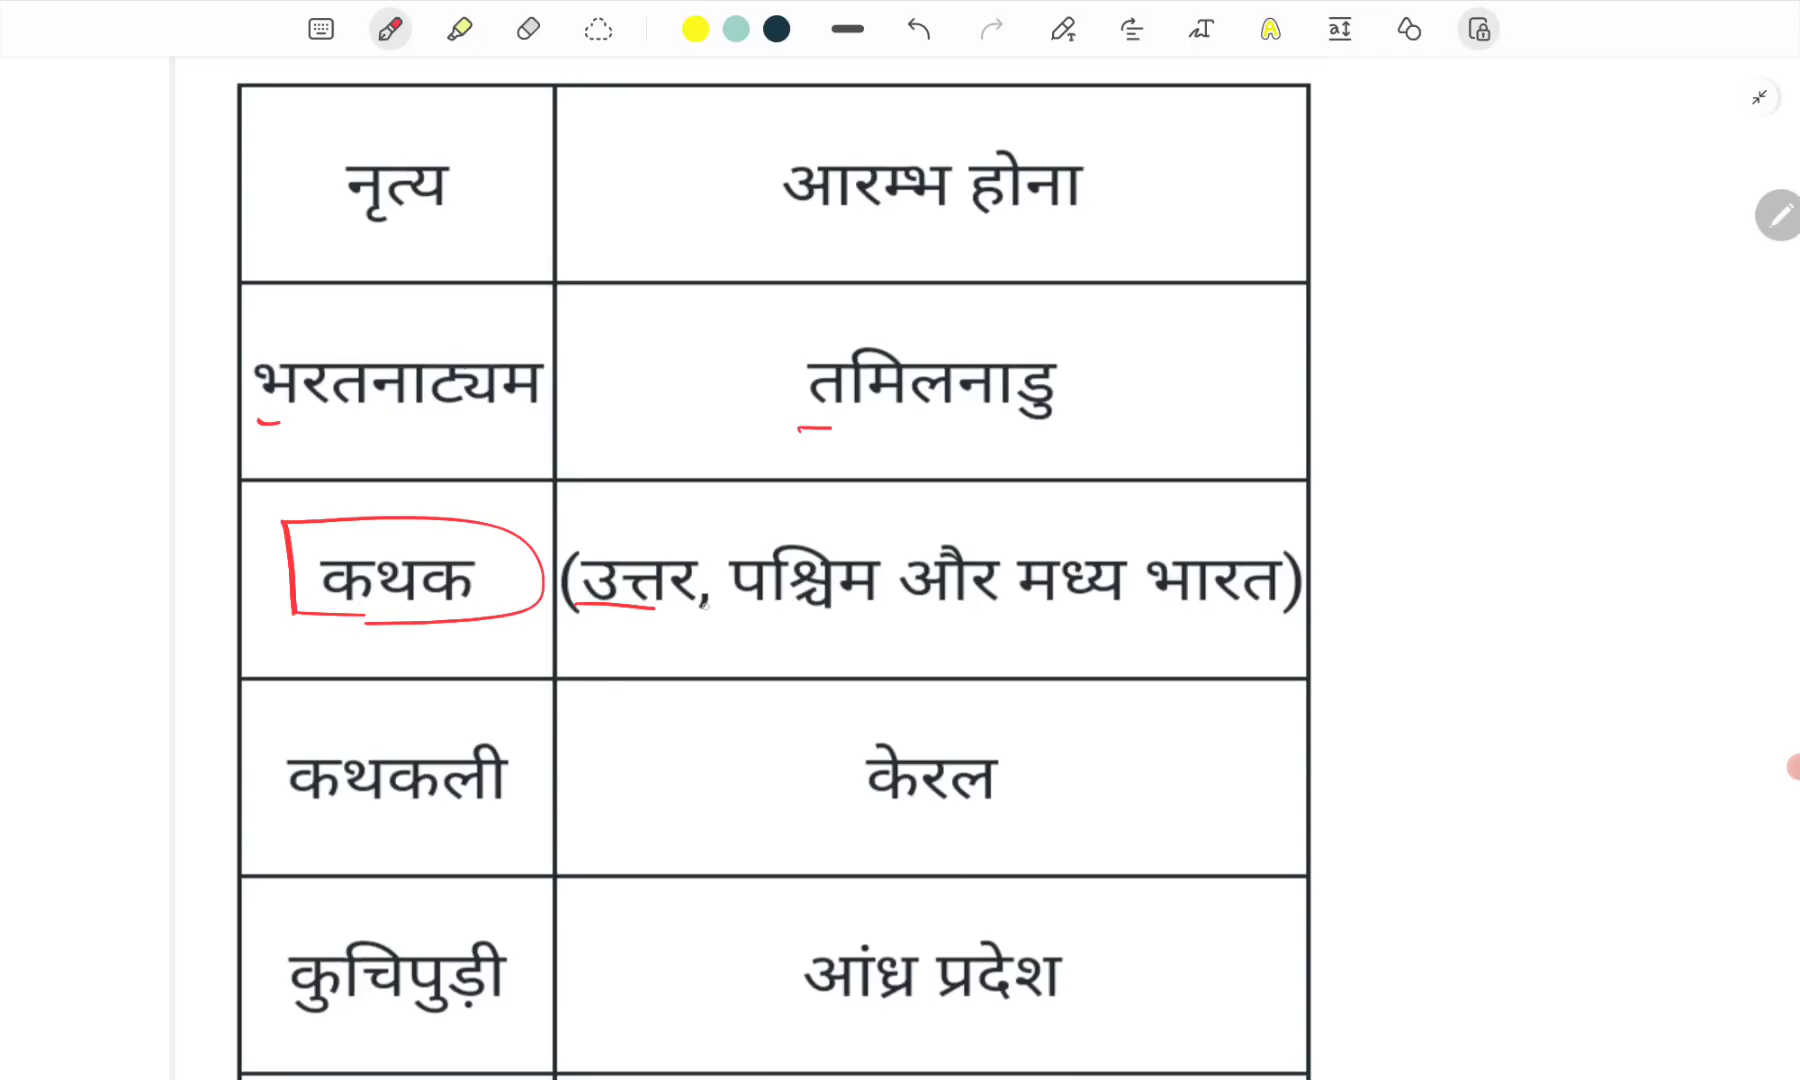 नृत्य आरम्भ होना
भरतनाट्यम तमिलनाडु
कथक (उत्तर, पश्चिम और मध्य भारत)
कथकली केरल
कुचिपुड़ी आंध्र प्रदेश